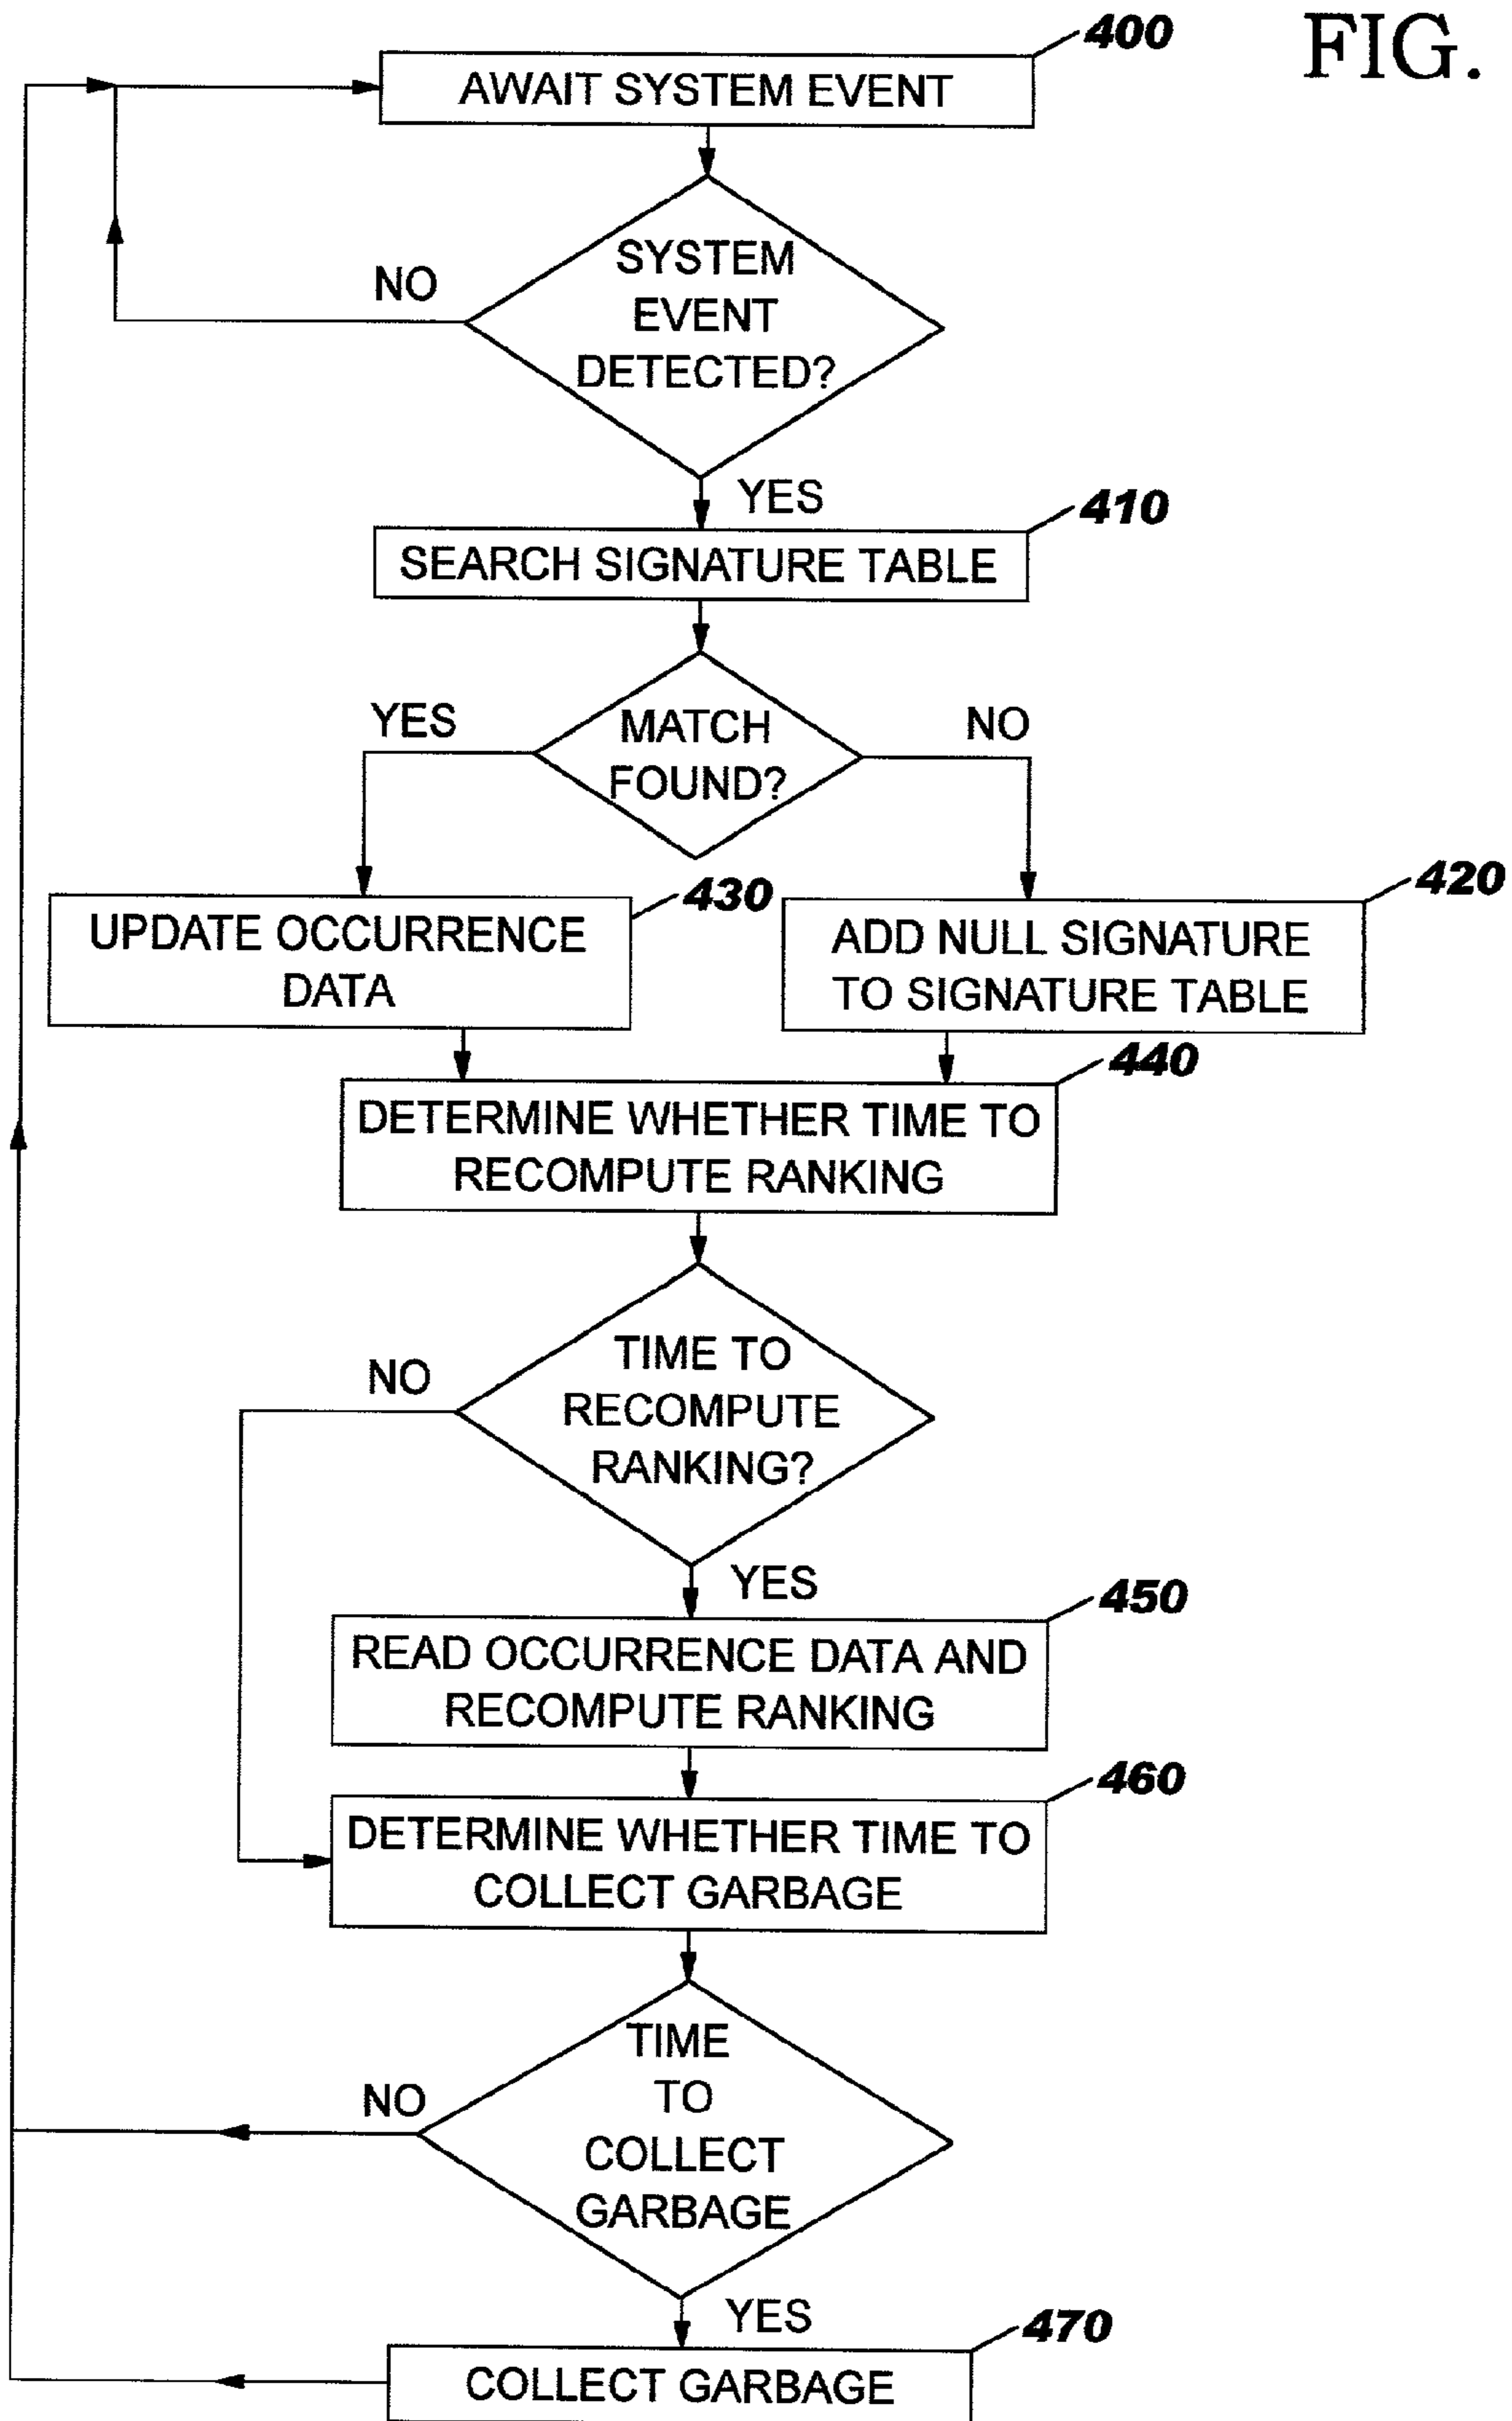 FIG.
400
AWAIT SYSTEM EVENT
SYSTEM
EVENT
DETECTED?
NO
YES
410
SEARCH SIGNATURE TABLE
MATCH
FOUND?
YES
NO
430
UPDATE OCCURRENCE
DATA
420
ADD NULL SIGNATURE
TO SIGNATURE TABLE
440
DETERMINE WHETHER TIME TO
RECOMPUTE RANKING
TIME TO
RECOMPUTE
RANKING?
NO
YES
450
READ OCCURRENCE DATA AND
RECOMPUTE RANKING
460
DETERMINE WHETHER TIME TO
COLLECT GARBAGE
TIME
TO
COLLECT
GARBAGE
NO
YES
470
COLLECT GARBAGE